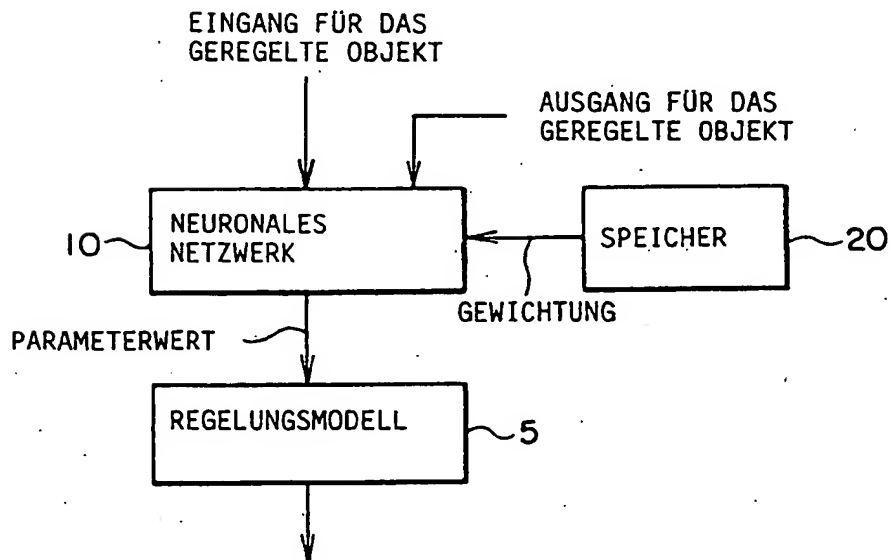 EINGANG FÜR DAS
GEREGELTE OBJEKT
AUSGANG FÜR DAS
GEREGELTE OBJEKT
10
NEURONALES
NETZWERK
SPEICHER
20
GEWICHTUNG
PARAMETERWERT
REGELUNGSMODELL
5